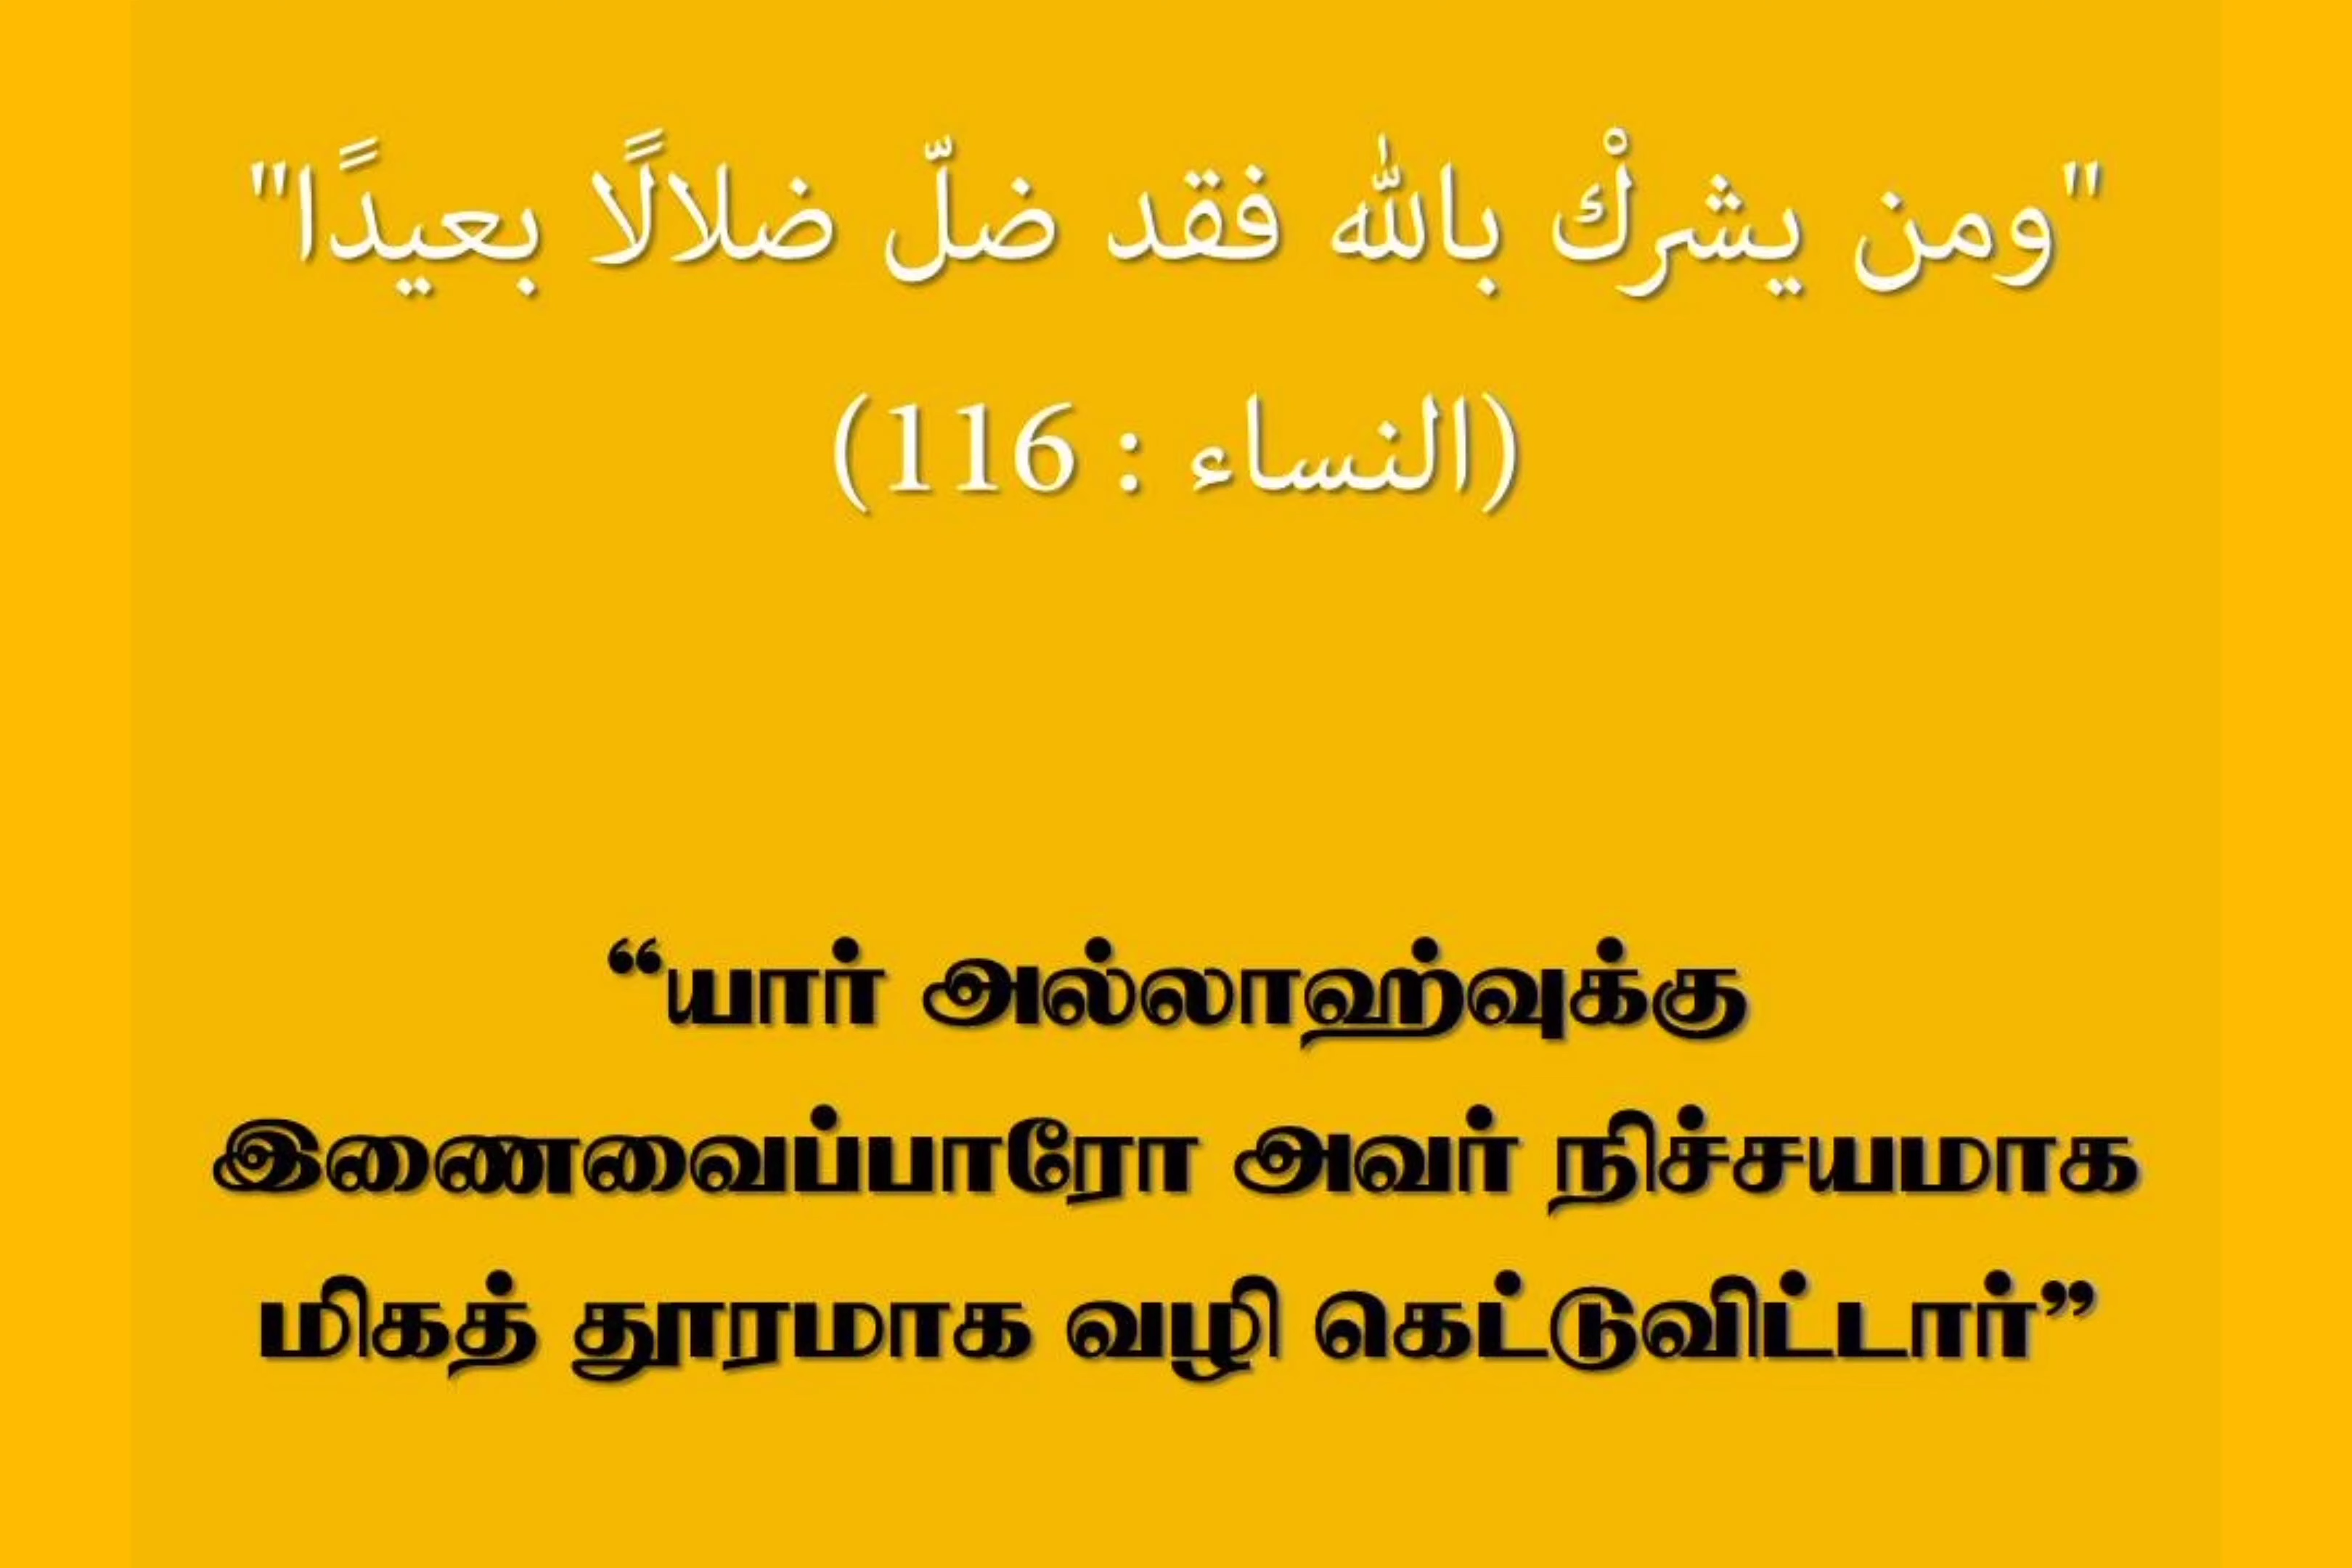 "ومن يشركْ بالله فقد ضلّ ضلالًا بعيدًا"
(النساء : 116)
“யார் அல்லாஹ்வுக்கு
இணைவைப்பாரோ அவர் நிச்சயமாக
மிகத் தூரமாக வழி கெட்டுவிட்டார்”